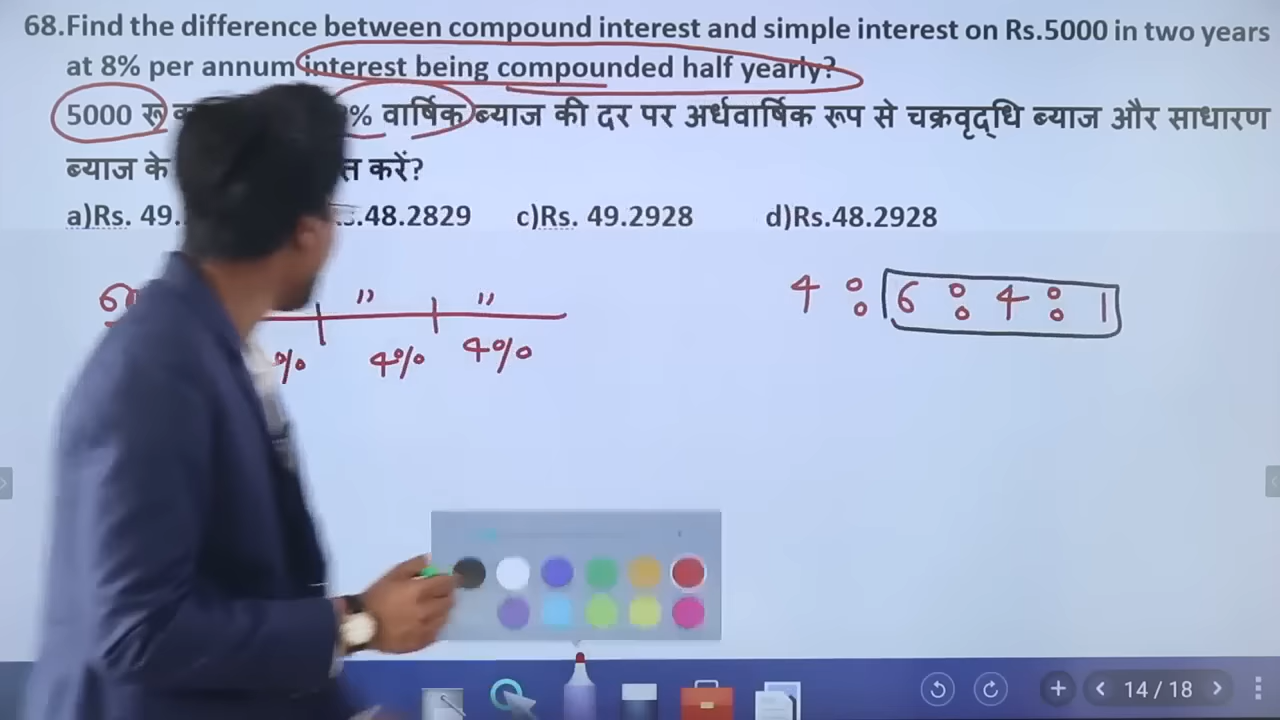 68.Find the difference between compound interest and simple interest on Rs.5000 in two years
at 8% per annum interest being compounded half yearly?
5000 रू % वार्षिक ब्याज की दर पर अर्धवार्षिक रूप से चक्रवृद्धि ब्याज और साधारण
ब्याज के करें?
a)Rs. 49. .48.2829 c)Rs. 49.2928 d)Rs.48.2928
4 : 6 : 4 : 1
" "
% 4% 4%
14 / 18